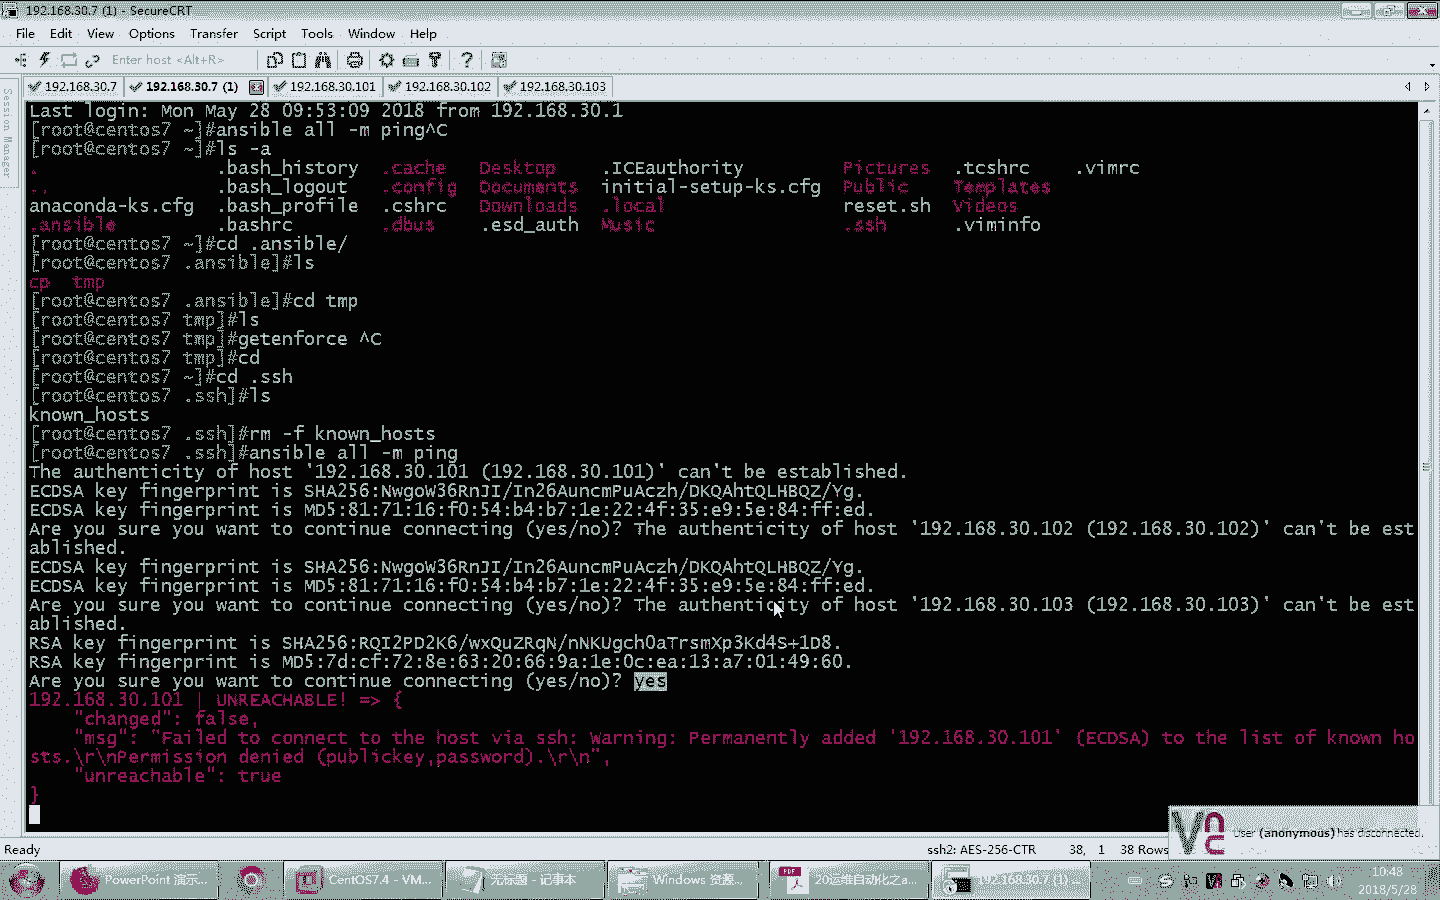 192.168.30.7 (1) - SecureCRT
File Edit View Options Transfer Script Tools Window Help
Enter host <Alt+R>
192.168.30.7 192.168.30.7 (1) 192.168.30.101 192.168.30.102 192.168.30.103
Session Manager
Last login: Mon May 28 09:53:09 2018 from 192.168.30.1
[root@centos7 ~]#ansible all -m ping^C
[root@centos7 ~]#ls -a
. .bash_history .cache Desktop .ICEauthority Pictures .tcshrc .vimrc
.. .bash_logout .config Documents initial-setup-ks.cfg Public Templates
anaconda-ks.cfg .bash_profile .cshrc Downloads .local reset.sh Videos
.ansible .bashrc .dbus .esd_auth Music .ssh .viminfo
[root@centos7 ~]#cd .ansible/
[root@centos7 .ansible]#ls
cp tmp
[root@centos7 .ansible]#cd tmp
[root@centos7 tmp]#ls
[root@centos7 tmp]#getenforce ^C
[root@centos7 tmp]#cd
[root@centos7 ~]#cd .ssh
[root@centos7 .ssh]#ls
known_hosts
[root@centos7 .ssh]#rm -f known_hosts
[root@centos7 .ssh]#ansible all -m ping
The authenticity of host '192.168.30.101 (192.168.30.101)' can't be established.
ECDSA key fingerprint is SHA256:NwgoW36RnJI/In26AuncmPuAczh/DKQAhtQLHBQZ/Yg.
ECDSA key fingerprint is MD5:81:71:16:f0:54:b4:b7:1e:22:4f:35:e9:5e:84:ff:ed.
Are you sure you want to continue connecting (yes/no)? The authenticity of host '192.168.30.102 (192.168.30.102)' can't be est
ablished.
ECDSA key fingerprint is SHA256:NwgoW36RnJI/In26AuncmPuAczh/DKQAhtQLHBQZ/Yg.
ECDSA key fingerprint is MD5:81:71:16:f0:54:b4:b7:1e:22:4f:35:e9:5e:84:ff:ed.
Are you sure you want to continue connecting (yes/no)? The authenticity of host '192.168.30.103 (192.168.30.103)' can't be est
ablished.
RSA key fingerprint is SHA256:RQI2PD2K6/wxQuZRqN/nNKUgch0aTrsmXp3Kd4S+1D8.
RSA key fingerprint is MD5:7d:cf:72:8e:63:20:66:9a:1e:0c:ea:13:a7:01:49:60.
Are you sure you want to continue connecting (yes/no)? yes
192.168.30.101 | UNREACHABLE! => {
    "changed": false,
    "msg": "Failed to connect to the host via ssh: Warning: Permanently added '192.168.30.101' (ECDSA) to the list of known ho
sts.\r\nPermission denied (publickey,password).\r\n",
    "unreachable": true
}
User (anonymous) has disconnected.
Ready ssh2: AES-256-CTR 38, 1 38 Rows
PowerPoint 演示... CentOS7.4 - VM... 无标题 - 记事本 Windows 资源... 20运维自动化之a... 192.168.30.7 (1) ...
10:48
2018/5/28